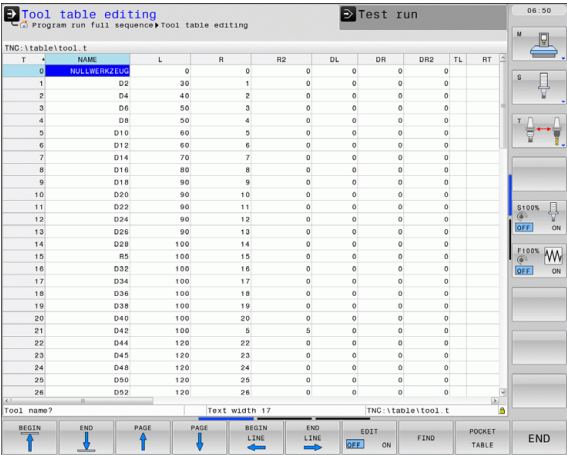 Tool table editing
Program run full sequence▸Tool table editing
Test run
06:50
TNC:\table\tool.t
T NAME L R R2 DL DR DR2 TL RT
0 NULLWERKZEUG 0 0 0 0 0 0
1 D2 30 1 0 0 0 0
2 D4 40 2 0 0 0 0
3 D6 50 3 0 0 0 0
4 D8 50 4 0 0 0 0
5 D10 60 5 0 0 0 0
6 D12 60 6 0 0 0 0
7 D14 70 7 0 0 0 0
8 D16 80 8 0 0 0 0
9 D18 90 9 0 0 0 0
10 D20 90 10 0 0 0 0
11 D22 90 11 0 0 0 0
12 D24 90 12 0 0 0 0
13 D26 90 13 0 0 0 0
14 D28 100 14 0 0 0 0
15 R5 100 15 0 0 0 0
16 D32 100 16 0 0 0 0
17 D34 100 17 0 0 0 0
18 D36 100 18 0 0 0 0
19 D38 100 19 0 0 0 0
20 D40 100 20 0 0 0 0
21 D42 100 5 5 0 0 0
22 D44 120 22 0 0 0 0
23 D45 120 23 0 0 0 0
24 D48 120 24 0 0 0 0
25 D50 120 25 0 0 0 0
26 D52 120 26 0 0 0 0
Tool name? Text width 17 TNC:\table\tool.t
M
S
T
S100%
OFF ON
F100%
OFF ON
BEGIN
END
PAGE
PAGE
BEGIN
LINE
END
LINE
EDIT
OFF ON
FIND
POCKET
TABLE
END